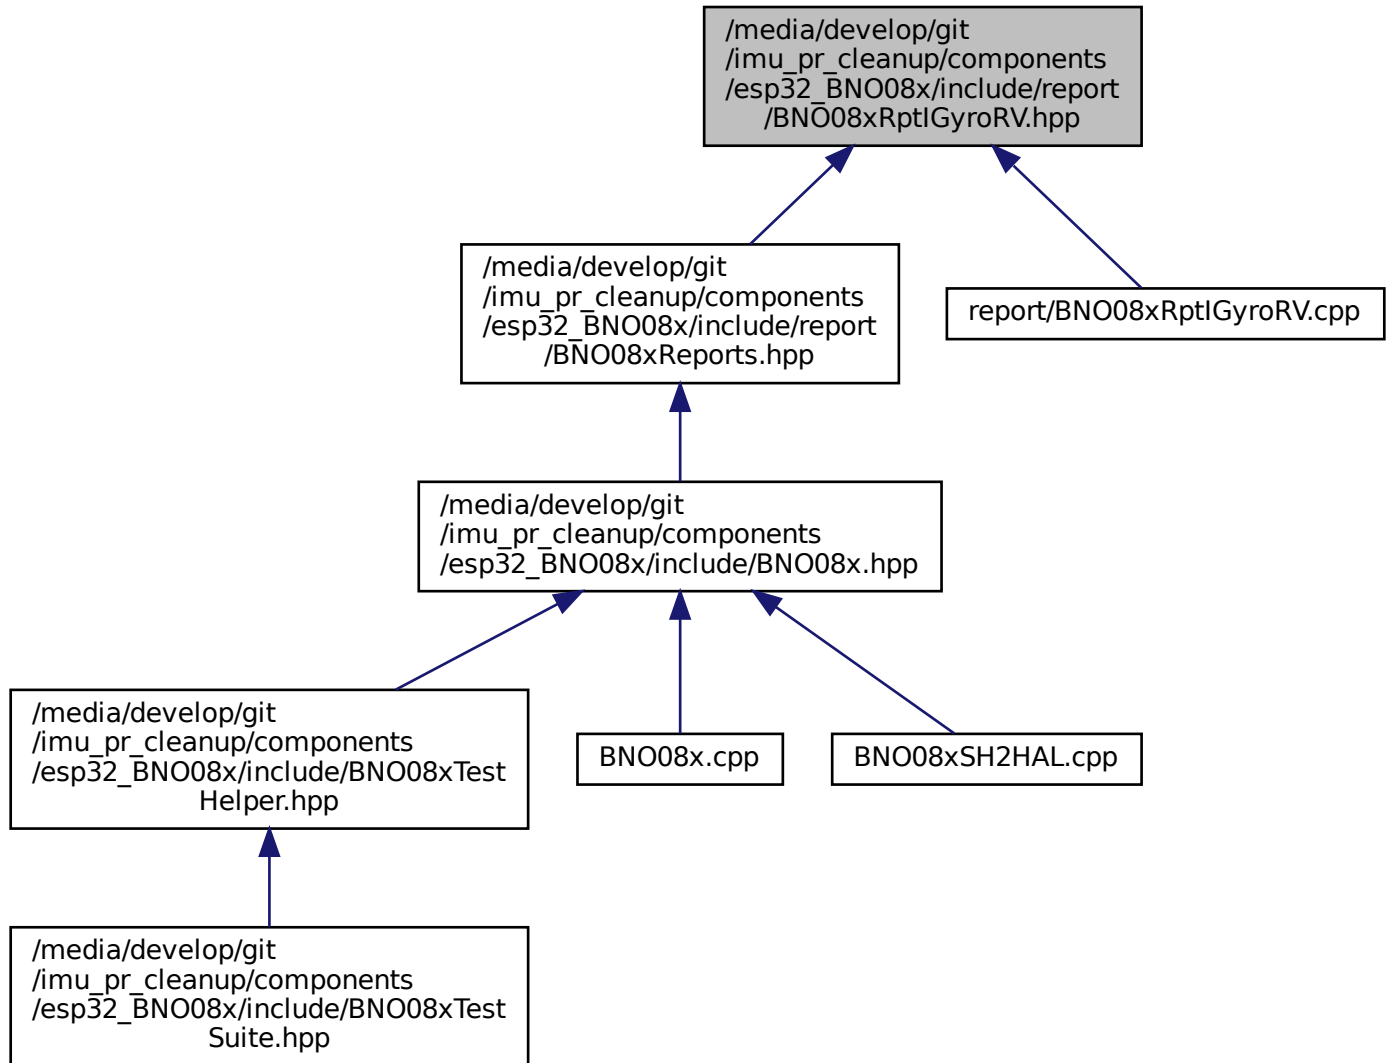 /media/develop/git
/imu_pr_cleanup/components
/esp32_BNO08x/include/report
/BNO08xRptIGyroRV.hpp
/media/develop/git
/imu_pr_cleanup/components
/esp32_BNO08x/include/report
/BNO08xReports.hpp
report/BNO08xRptIGyroRV.cpp
/media/develop/git
/imu_pr_cleanup/components
/esp32_BNO08x/include/BNO08x.hpp
/media/develop/git
/imu_pr_cleanup/components
/esp32_BNO08x/include/BNO08xTest
Helper.hpp
BNO08x.cpp
BNO08xSH2HAL.cpp
/media/develop/git
/imu_pr_cleanup/components
/esp32_BNO08x/include/BNO08xTest
Suite.hpp